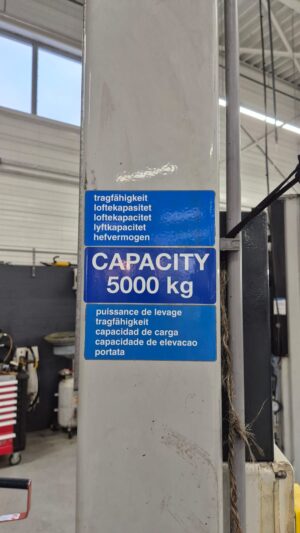 tragfähigkeit
loftekapasitet
loftekapacitet
lyftkapacitet
hefvermogen
CAPACITY
5000 kg
puissance de levage
tragfähigkeit
capacidad de carga
capacidade de elevacao
portata